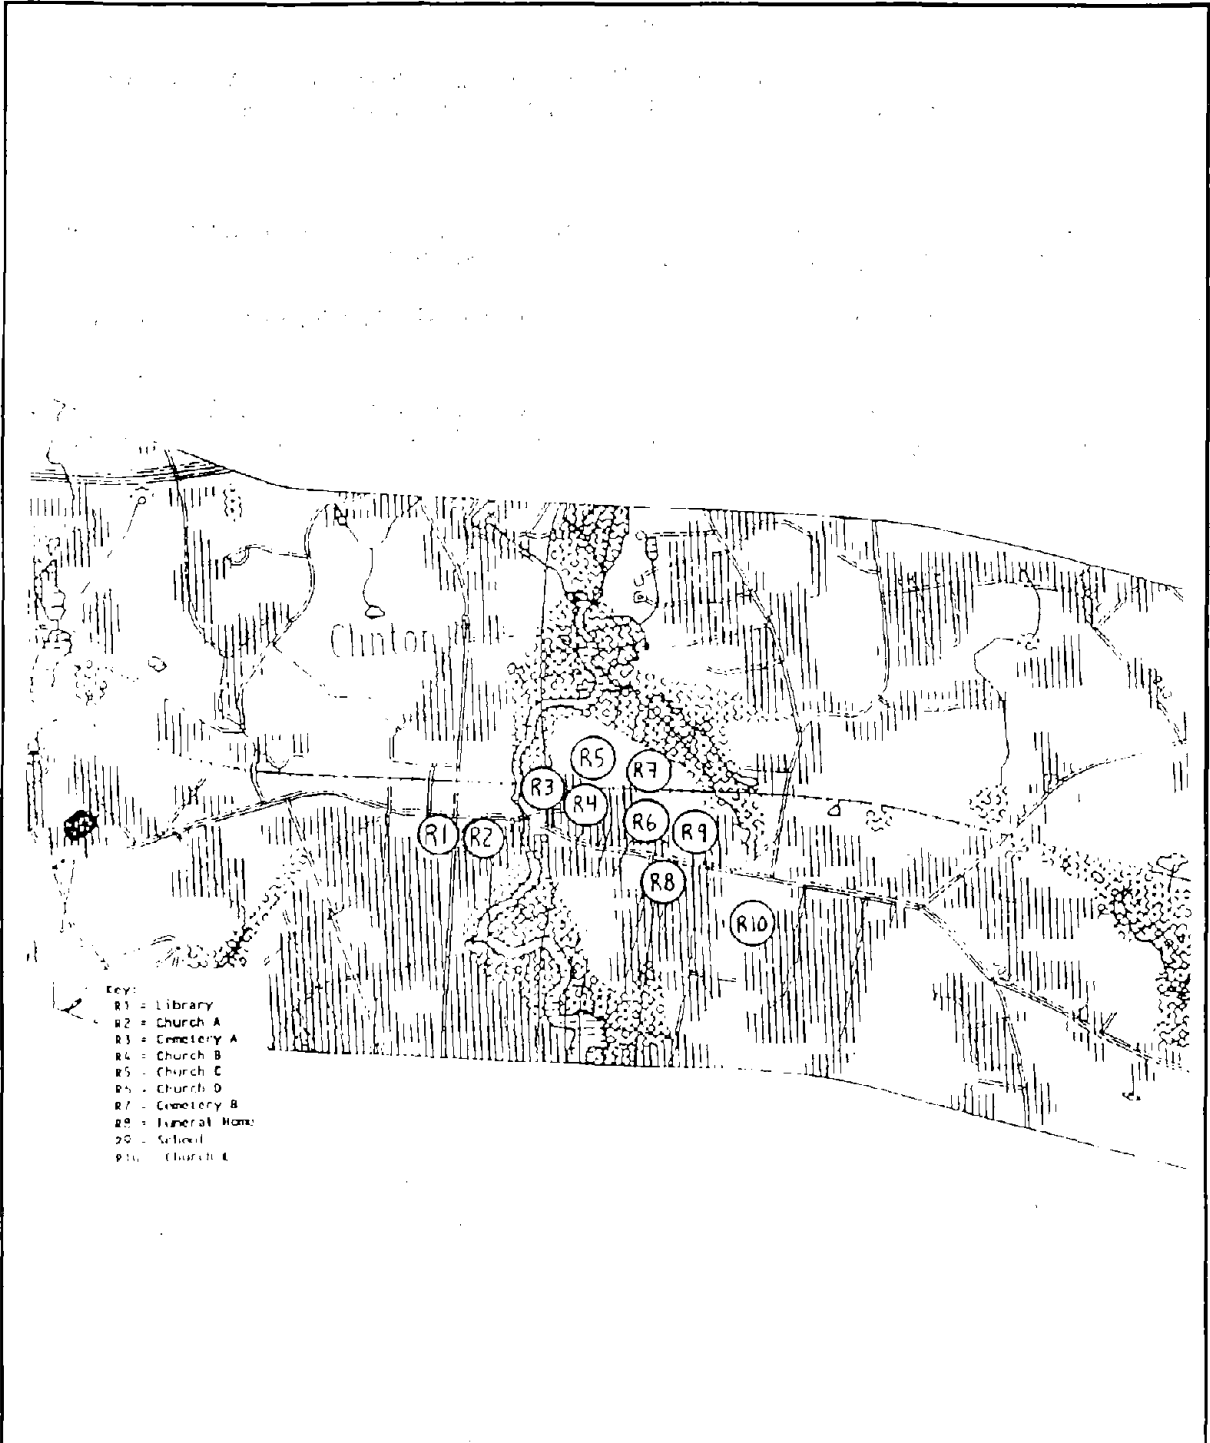 Clinton
R5
R7
R3
R4
R6
R9
R1
R2
R8
R10
Key:
R1 = Library
R2 = Church A
R3 = Cemetery A
R4 = Church B
R5 - Church C
Church D
R7 - Cemetery B
R8 = Funeral Home
School
Church E